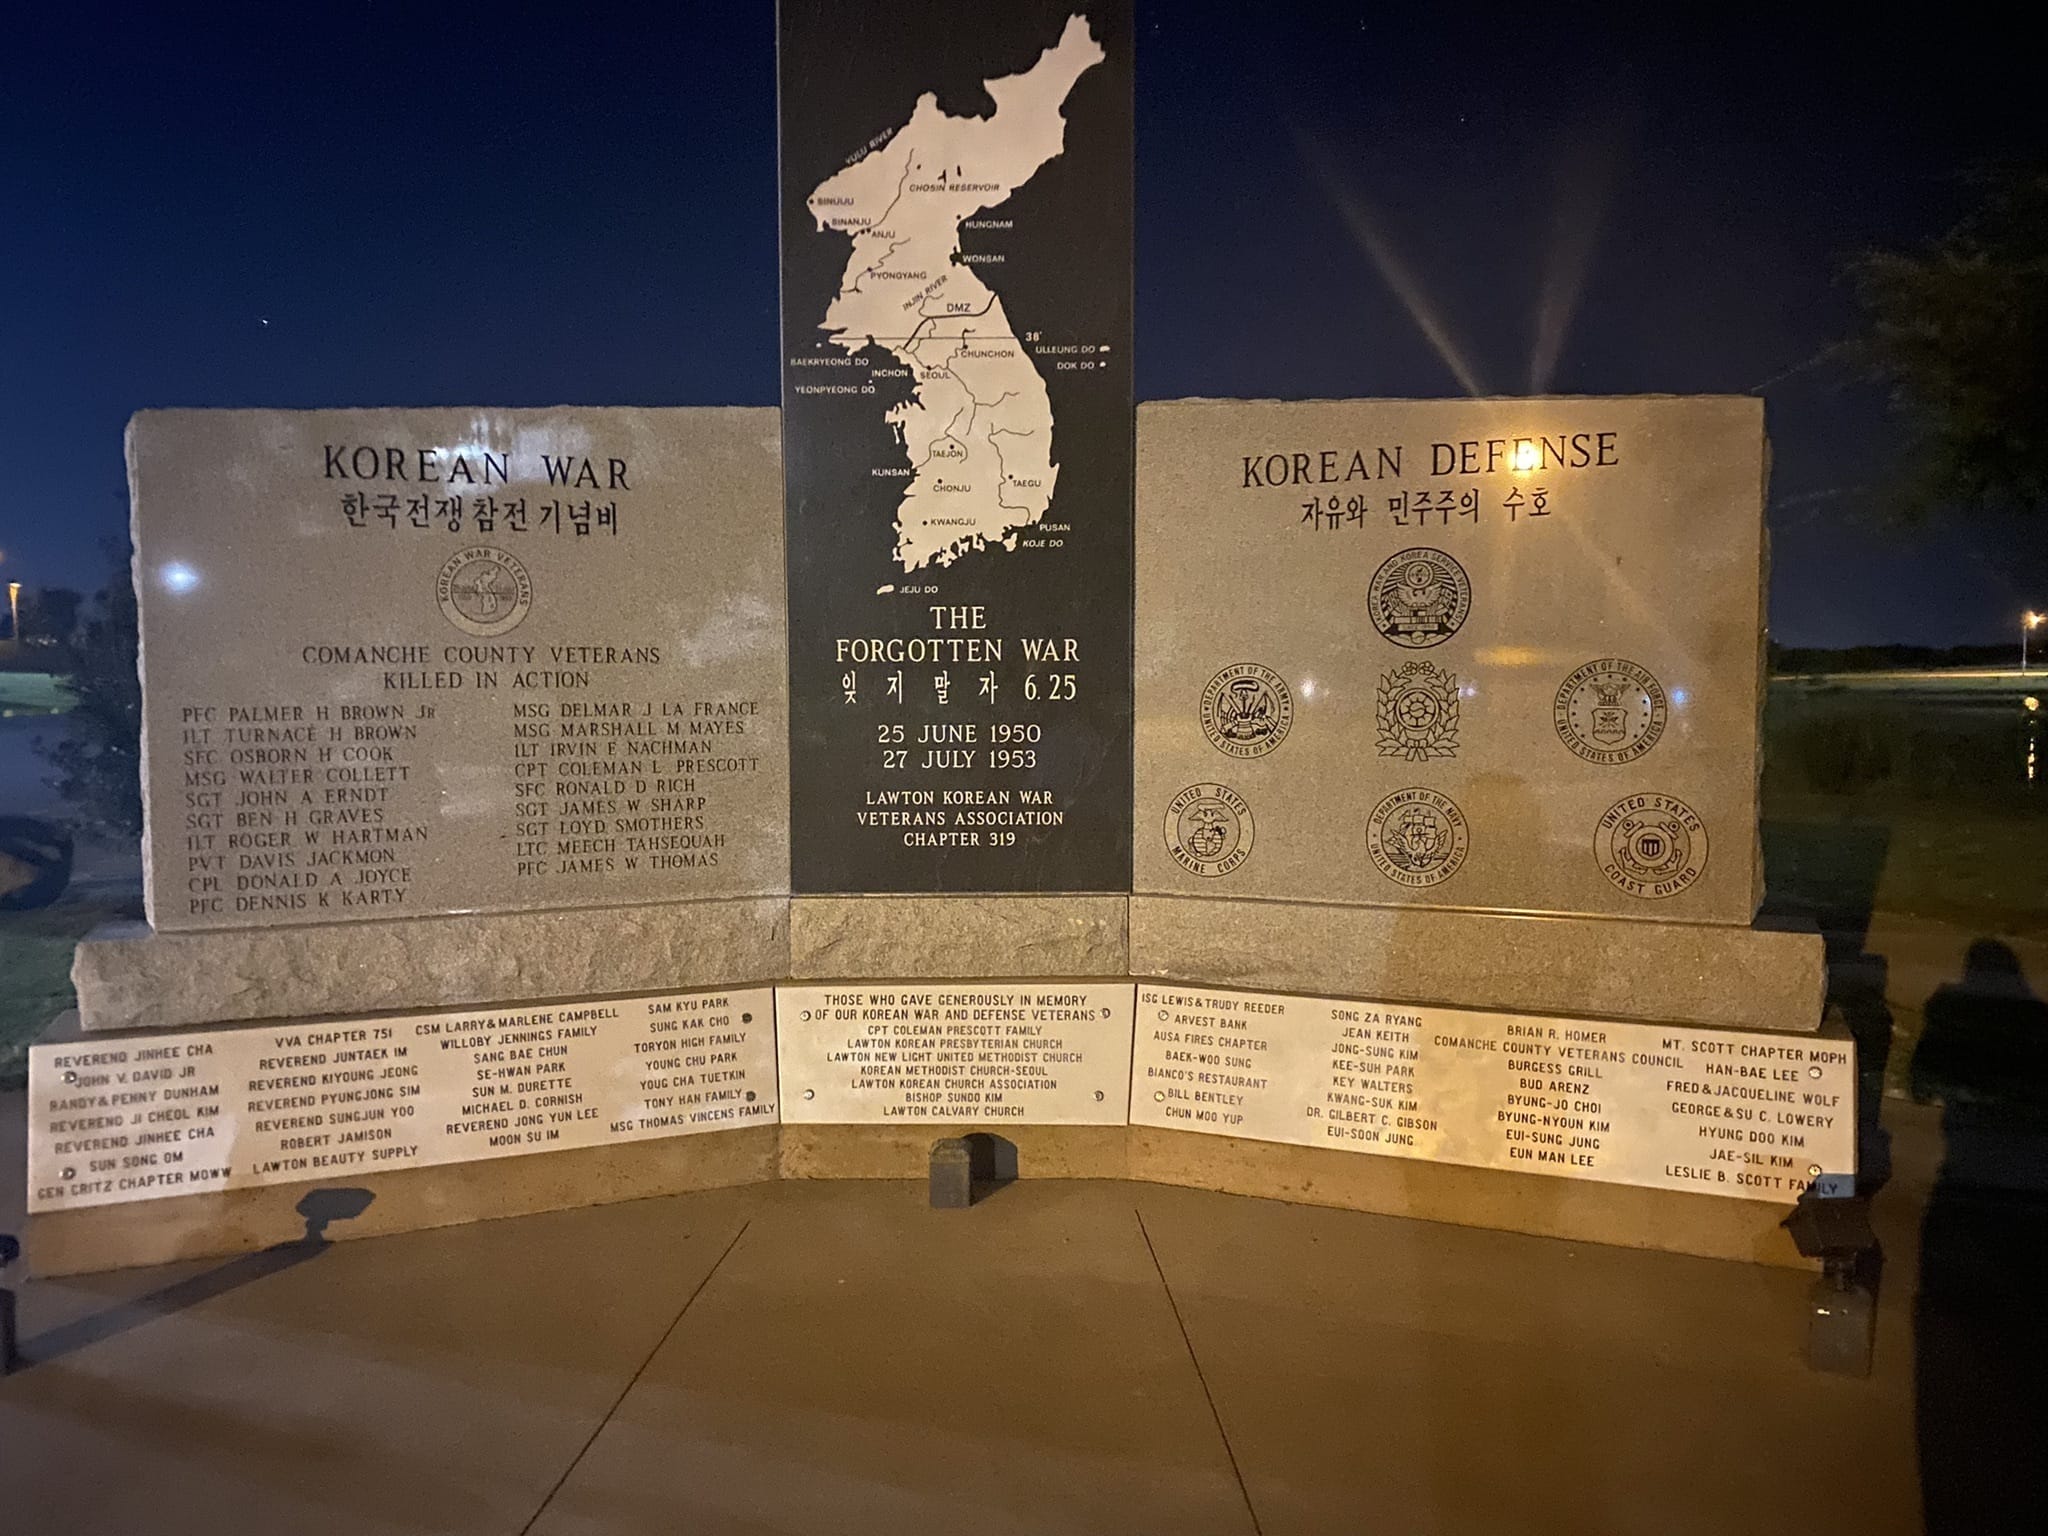 YULU RIVER
CHOSIN RESERVOIR
SINUIJU
SINANJU
ANJU
HUNGNAM
WONSAN
PYONGYANG
INJIN RIVER
DMZ
38°
BAEKRYEONG DO
CHUNCHON
ULLEUNG DO
DOK DO
INCHON
SEOUL
YEONPYEONG DO
TAEJON
KUNSAN
CHONJU
TAEGU
KWANGJU
PUSAN
KOJE DO
JEJU DO
THE
FORGOTTEN WAR
잊지말자 6.25
25 JUNE 1950
27 JULY 1953
LAWTON KOREAN WAR
VETERANS ASSOCIATION
CHAPTER 319
KOREAN WAR
한국전쟁 참전 기념비
KOREAN WAR VETERANS
COMANCHE COUNTY VETERANS
KILLED IN ACTION
PFC PALMER H BROWN JR
1LT TURNACE H BROWN
SFC OSBORN H COOK
MSG WALTER COLLETT
SGT JOHN A ERNDT
SGT BEN H GRAVES
1LT ROGER W HARTMAN
PVT DAVIS JACKMON
CPL DONALD A JOYCE
PFC DENNIS K KARTY
MSG DELMAR J LA FRANCE
MSG MARSHALL M MAYES
1LT IRVIN E NACHMAN
CPT COLEMAN L PRESCOTT
SFC RONALD D RICH
SGT JAMES W SHARP
SGT LOYD SMOTHERS
LTC MEECH TAHSEQUAH
PFC JAMES W THOMAS
KOREAN DEFENSE
자유와 민주주의 수호
KOREA WAR AND KOREA SERVICE VETERANS
DEPARTMENT OF THE ARMY
UNITED STATES OF AMERICA
DEPARTMENT OF THE AIR FORCE
UNITED STATES OF AMERICA
UNITED STATES
MARINE CORPS
DEPARTMENT OF THE NAVY
UNITED STATES OF AMERICA
UNITED STATES
COAST GUARD
REVEREND JINHEE CHA
JOHN V. DAVID JR
RANDY & PENNY DUNHAM
REVEREND JI CHEOL KIM
REVEREND JINHEE CHA
SUN SONG OM
GEN CRITZ CHAPTER MOWW
VVA CHAPTER 751
REVEREND JUNTAEK IM
REVEREND KIYOUNG JEONG
REVEREND PYUNGJONG SIM
REVEREND SUNGJUN YOO
ROBERT JAMISON
LAWTON BEAUTY SUPPLY
CSM LARRY & MARLENE CAMPBELL
WILLOBY JENNINGS FAMILY
SANG BAE CHUN
SE-HWAN PARK
SUN M. DURETTE
MICHAEL D. CORNISH
REVEREND JONG YUN LEE
MOON SU IM
SAM KYU PARK
SUNG KAK CHO
TORYON HIGH FAMILY
YOUNG CHU PARK
YOUG CHA TUETKIN
TONY HAN FAMILY
MSG THOMAS VINCENS FAMILY
THOSE WHO GAVE GENEROUSLY IN MEMORY
OF OUR KOREAN WAR AND DEFENSE VETERANS
CPT COLEMAN PRESCOTT FAMILY
LAWTON KOREAN PRESBYTERIAN CHURCH
LAWTON NEW LIGHT UNITED METHODIST CHURCH
KOREAN METHODIST CHURCH-SEOUL
LAWTON KOREAN CHURCH ASSOCIATION
BISHOP SUNDO KIM
LAWTON CALVARY CHURCH
1SG LEWIS & TRUDY REEDER
ARVEST BANK
AUSA FIRES CHAPTER
BAEK-WOO SUNG
BIANCO'S RESTAURANT
BILL BENTLEY
CHUN MOO YUP
SONG ZA RYANG
JEAN KEITH
JONG-SUNG KIM
KEE-SUH PARK
KEY WALTERS
KWANG-SUK KIM
DR. GILBERT C. GIBSON
EUI-SOON JUNG
BRIAN R. HOMER
COMANCHE COUNTY VETERANS COUNCIL
BURGESS GRILL
BUD ARENZ
BYUNG-JO CHOI
BYUNG-NYOUN KIM
EUI-SUNG JUNG
EUN MAN LEE
MT. SCOTT CHAPTER MOPH
HAN-BAE LEE
FRED & JACQUELINE WOLF
GEORGE & SU C. LOWERY
HYUNG DOO KIM
JAE-SIL KIM
LESLIE B. SCOTT FAMILY